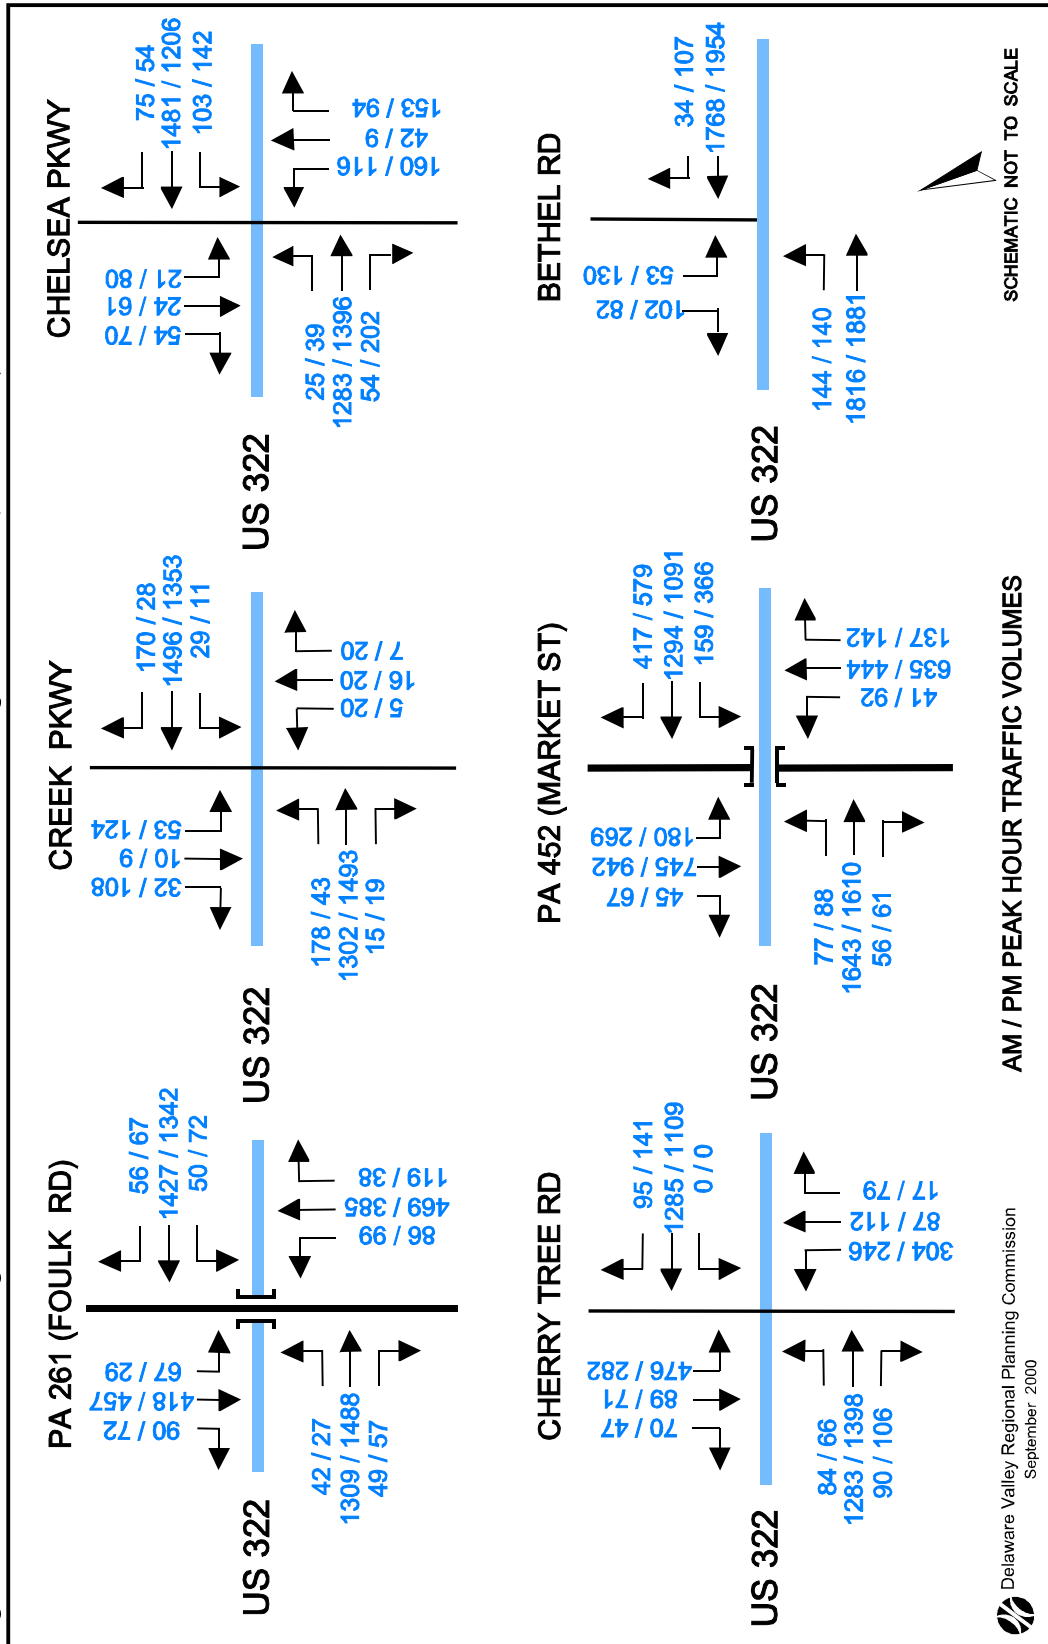 PA 261 (FOULK RD)
56 / 67
1427 / 1342
50 / 72
90 / 72
418 / 457
67 / 29
US 322
42 / 27
1309 / 1488
49 / 57
86 / 99
469 / 385
119 / 38
CREEK PKWY
170 / 28
1496 / 1353
29 / 11
32 / 108
10 / 9
53 / 124
US 322
178 / 43
1302 / 1493
15 / 19
5 / 20
16 / 20
7 / 20
CHELSEA PKWY
75 / 54
1481 / 1206
103 / 142
54 / 70
24 / 61
21 / 80
US 322
25 / 39
1283 / 1396
54 / 202
160 / 116
42 / 9
153 / 94
CHERRY TREE RD
95 / 141
1285 / 1109
0 / 0
70 / 47
89 / 71
476 / 282
US 322
84 / 66
1283 / 1398
90 / 106
304 / 246
87 / 112
17 / 79
PA 452 (MARKET ST)
417 / 579
1294 / 1091
159 / 366
45 / 67
745 / 942
180 / 269
US 322
77 / 88
1643 / 1610
56 / 61
41 / 92
635 / 444
137 / 142
BETHEL RD
34 / 107
1768 / 1954
102 / 82
53 / 130
US 322
144 / 140
1816 / 1881
Delaware Valley Regional Planning Commission
September 2000
AM / PM PEAK HOUR TRAFFIC VOLUMES
SCHEMATIC NOT TO SCALE